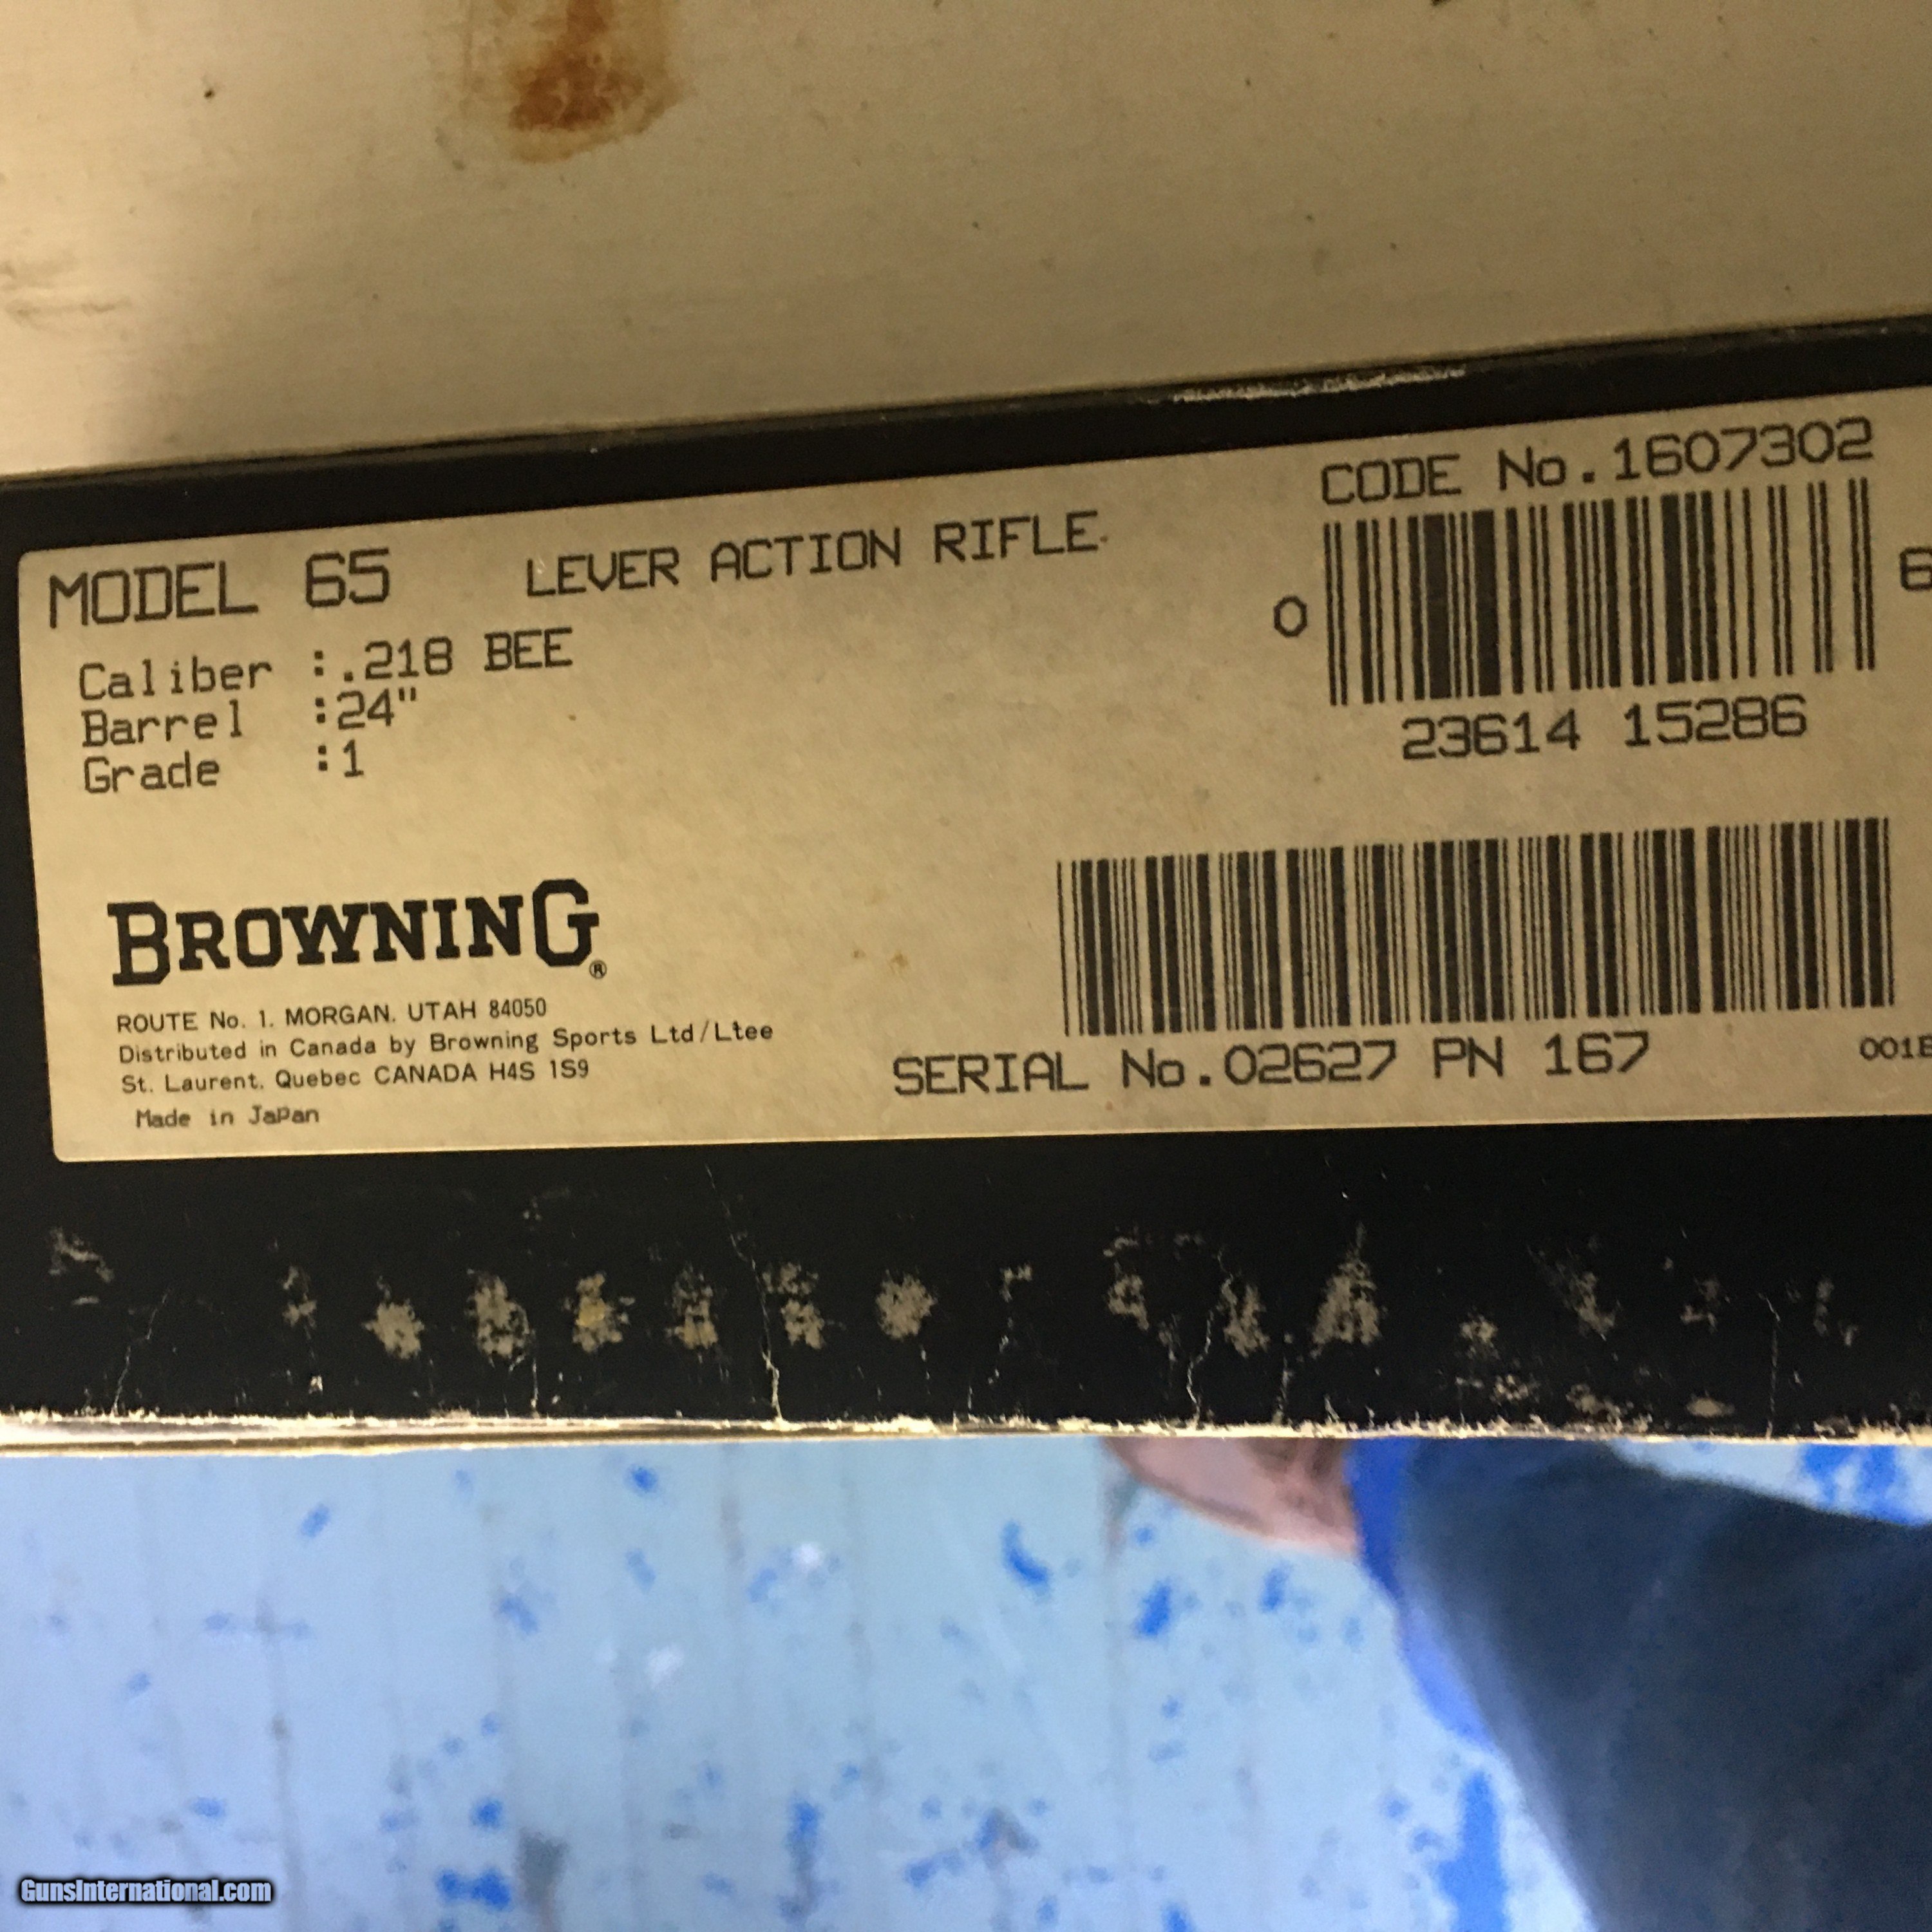 CODE No.1607302
MODEL 65 LEVER ACTION RIFLE
0 6
Caliber :.218 BEE
Barrel :24"
Grade :1
23614 15286
BROWNING®
ROUTE No. 1, MORGAN, UTAH 84050
Distributed in Canada by Browning Sports Ltd/Ltee
St. Laurent, Quebec CANADA H4S 1S9
Made in Japan
SERIAL No.02627 PN 167
GunsInternational.com